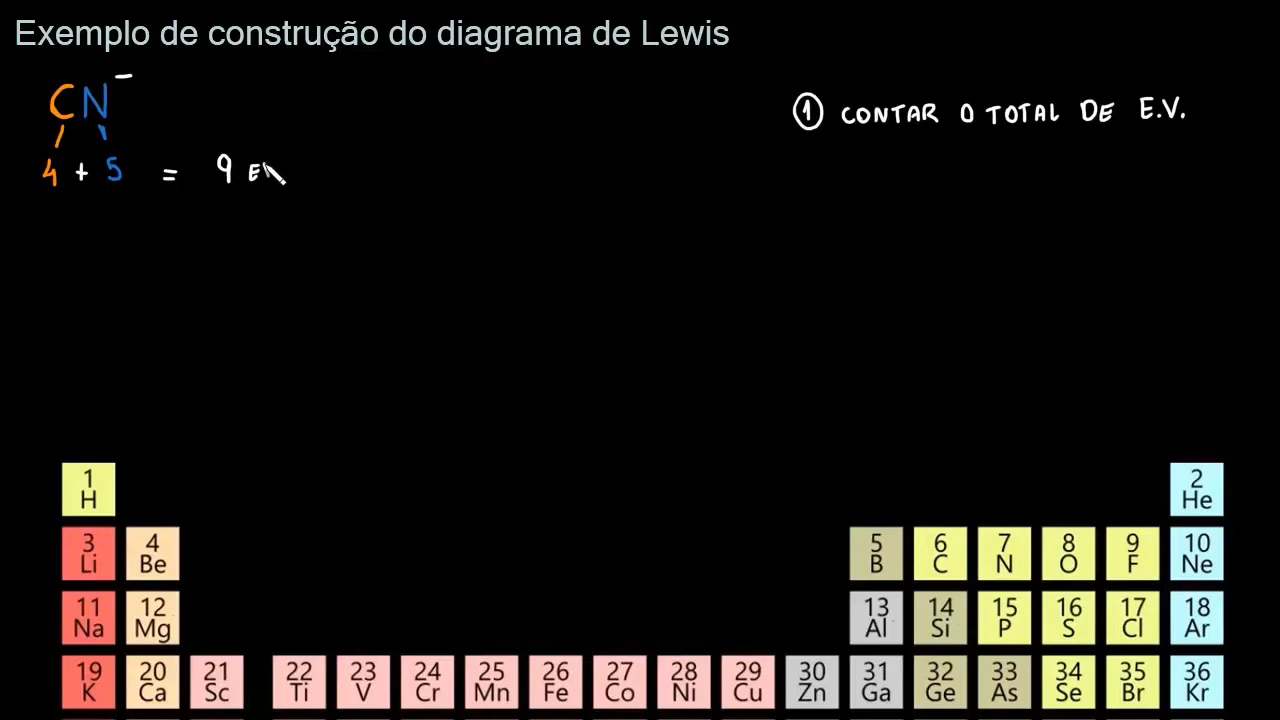 Exemplo de construção do diagrama de Lewis
CN⁻
① CONTAR O TOTAL DE E.V.
4 + 5 = 9 E
1 2
H He
3 4 5 6 7 8 9 10
Li Be B C N O F Ne
11 12 13 14 15 16 17 18
Na Mg Al Si P S Cl Ar
19 20 21 22 23 24 25 26 27 28 29 30 31 32 33 34 35 36
K Ca Sc Ti V Cr Mn Fe Co Ni Cu Zn Ga Ge As Se Br Kr